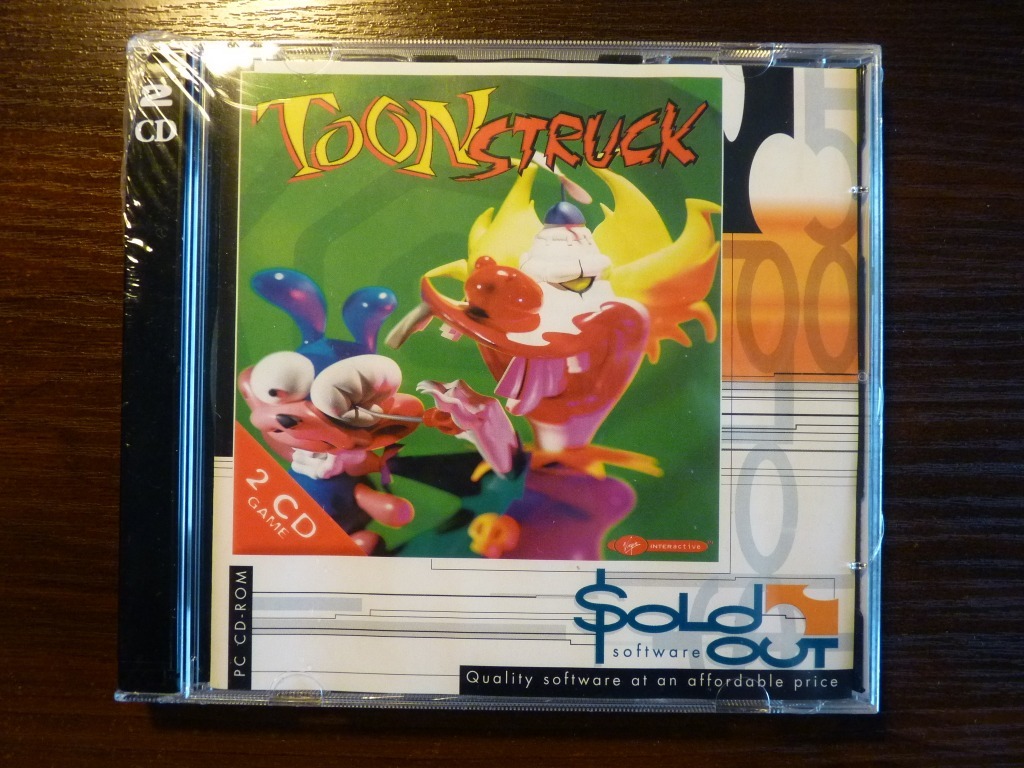 2
CD
TOONSTRUCK
2 CD
GAME
Virgin INTERactive
PC CD-ROM
$OLD
software OUT
Quality software at an affordable price